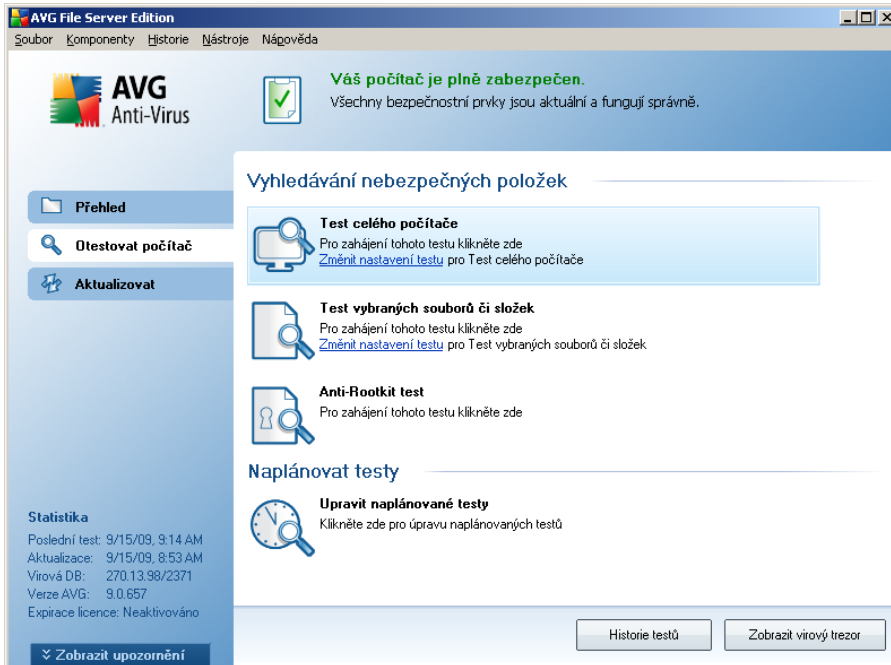 AVG File Server Edition
Soubor Komponenty Historie Nástroje Nápověda
AVG
Anti-Virus
Váš počítač je plně zabezpečen.
Všechny bezpečnostní prvky jsou aktuální a fungují správně.
Přehled
Otestovat počítač
Aktualizovat
Vyhledávání nebezpečných položek
Test celého počítače
Pro zahájení tohoto testu klikněte zde
Změnit nastavení testu pro Test celého počítače
Test vybraných souborů či složek
Pro zahájení tohoto testu klikněte zde
Změnit nastavení testu pro Test vybraných souborů či složek
Anti-Rootkit test
Pro zahájení tohoto testu klikněte zde
Naplánovat testy
Upravit naplánované testy
Klikněte zde pro úpravu naplánovaných testů
Statistika
Poslední test: 9/15/09, 9:14 AM
Aktualizace: 9/15/09, 8:53 AM
Virová DB: 270.13.98/2371
Verze AVG: 9.0.657
Expirace licence: Neaktivováno
Zobrazit upozornění
Historie testů
Zobrazit virový trezor